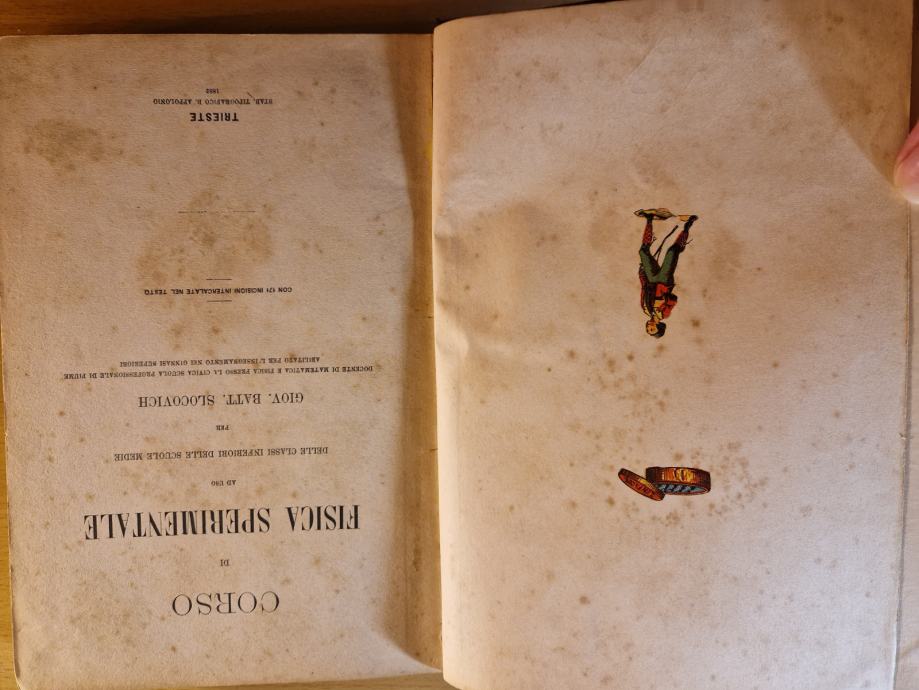 CORSO
DI
FISICA SPERIMENTALE
AD USO
DELLE CLASSI INFERIORI DELLE SCUOLE MEDIE
PER
GIOV. BATT. SLOCOVICH
DOCENTE DI MATEMATICA E FISICA PRESSO LA CIVICA SCUOLA PROFESSIONALE DI FIUME
ABILITATO PER L'INSEGNAMENTO NEI GINNASI SUPERIORI
CON 171 INCISIONI INTERCALATE NEL TESTO
TRIESTE
STAB. TIPOGRAFICO B. APPOLONIO
1882